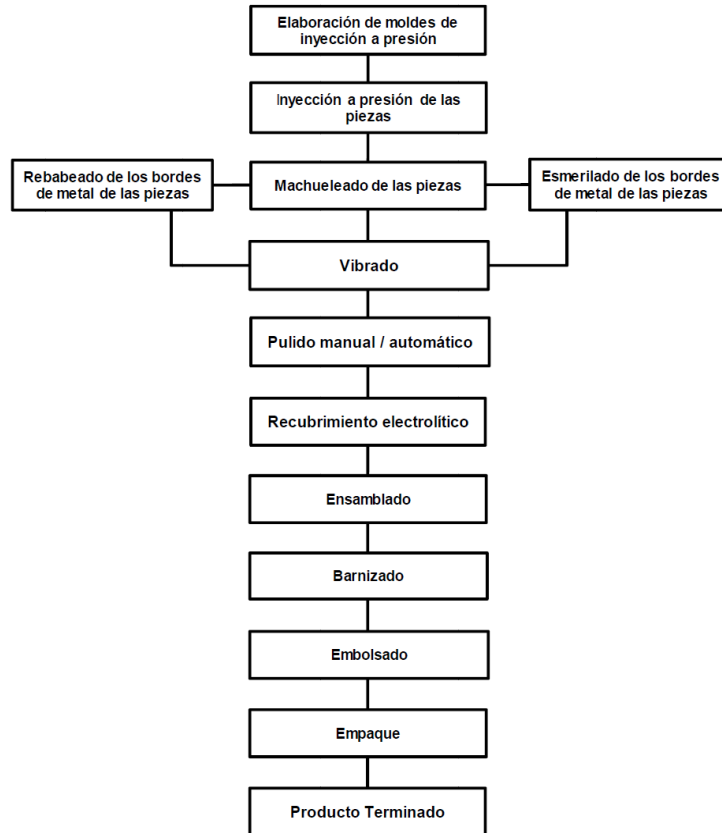 Elaboración de moldes de
inyección a presión
Inyección a presión de las
piezas
Rebabeado de los bordes
de metal de las piezas
Machueleado de las piezas
Esmerilado de los bordes
de metal de las piezas
Vibrado
Pulido manual / automático
Recubrimiento electrolítico
Ensamblado
Barnizado
Embolsado
Empaque
Producto Terminado